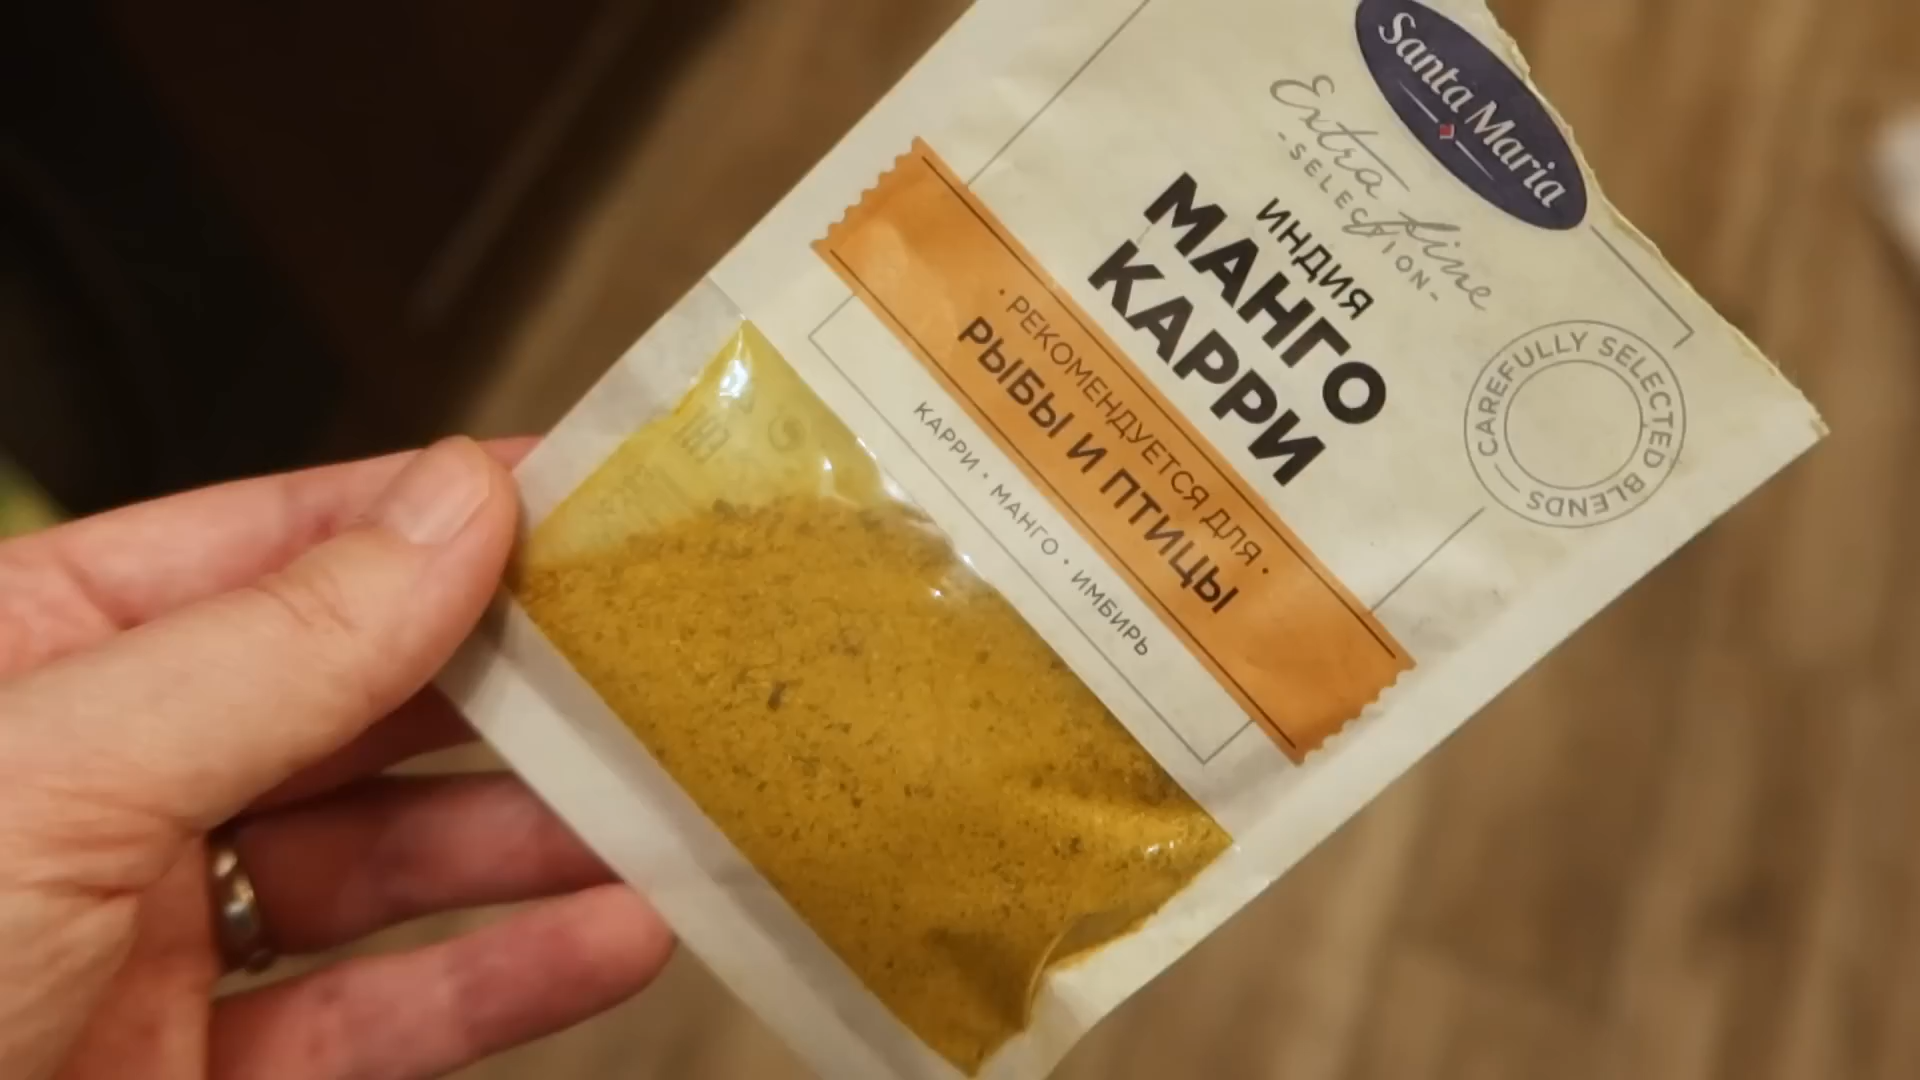 Santa Maria
Extra fine
- SELECTION -
ИНДИЯ
МАНГО
КАРРИ
CAREFULLY SELECTED BLENDS
· РЕКОМЕНДУЕТСЯ ДЛЯ ·
РЫБЫ И ПТИЦЫ
КАРРИ · МАНГО · ИМБИРЬ